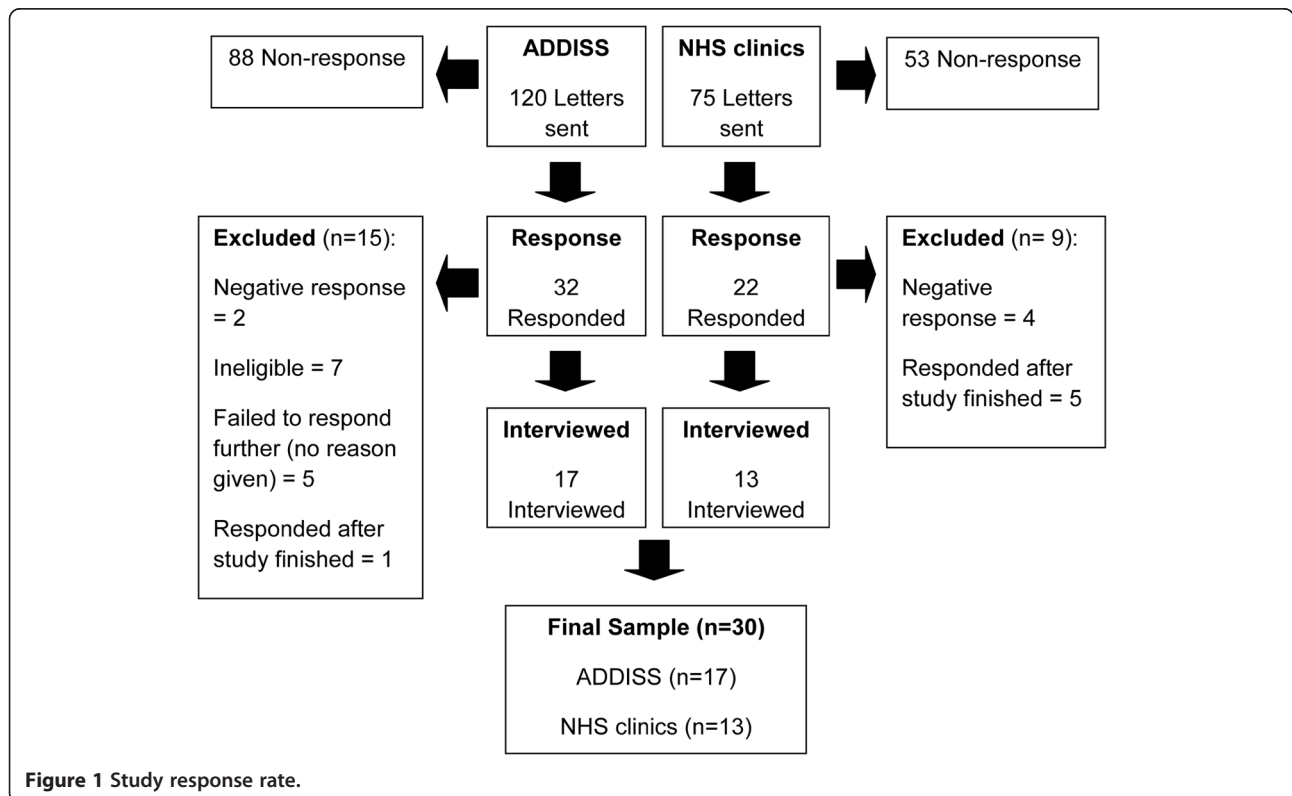 88 Non-response
ADDISS
120 Letters
sent
NHS clinics
75 Letters
sent
53 Non-response
Excluded (n=15):
Negative response
= 2
Ineligible = 7
Failed to respond
further (no reason
given) = 5
Responded after
study finished = 1
Response
32
Responded
Response
22
Responded
Excluded (n= 9):
Negative
response = 4
Responded after
study finished = 5
Interviewed
17
Interviewed
Interviewed
13
Interviewed
Final Sample (n=30)
ADDISS (n=17)
NHS clinics (n=13)
Figure 1 Study response rate.